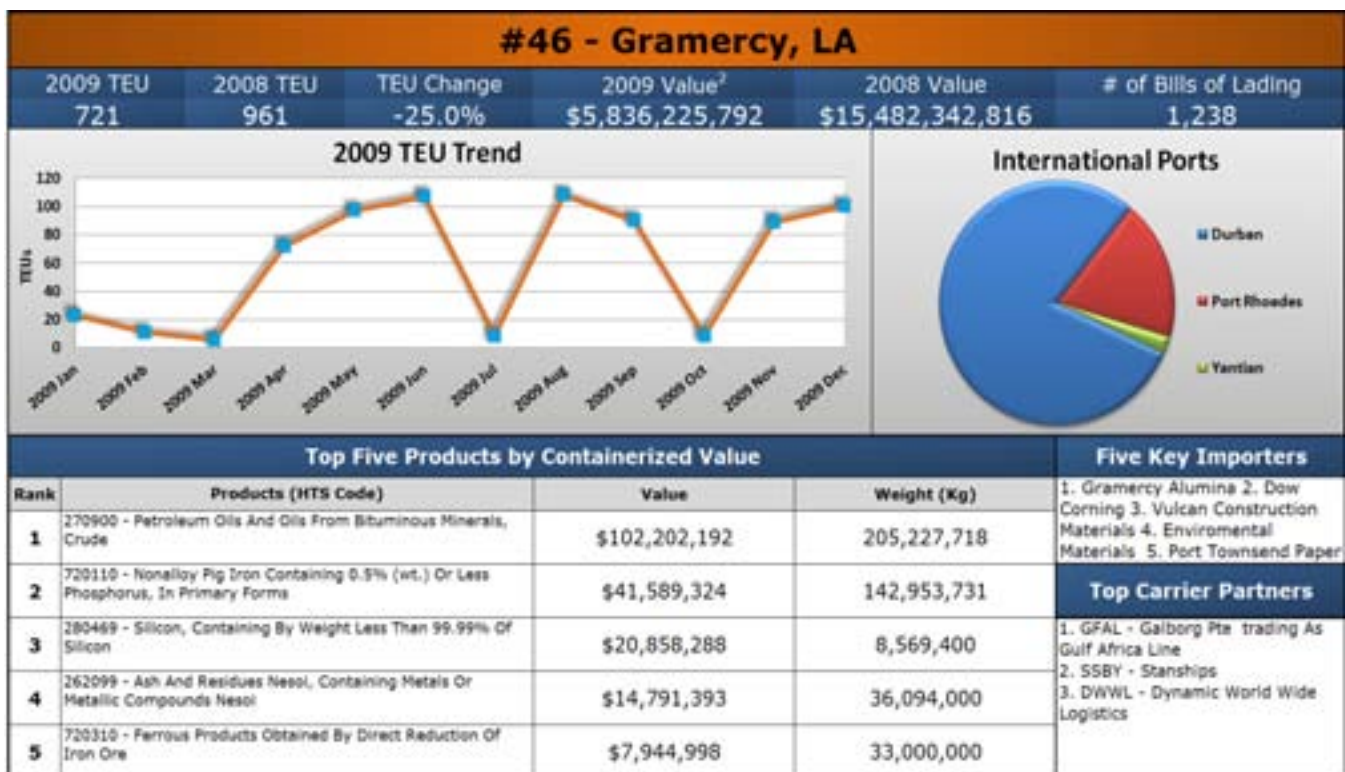 #46 - Gramercy, LA
2009 TEU 2008 TEU TEU Change 2009 Value² 2008 Value # of Bills of Lading
721 961 -25.0% $5,836,225,792 $15,482,342,816 1,238
2009 TEU Trend
120
100
80
60
40
20
0
TEUs
2009 Jan 2009 Feb 2009 Mar 2009 Apr 2009 May 2009 Jun 2009 Jul 2009 Aug 2009 Sep 2009 Oct 2009 Nov 2009 Dec
International Ports
Durban
Port Rhoedes
Yantian
Top Five Products by Containerized Value
Rank Products (HTS Code) Value Weight (Kg)
1 270900 - Petroleum Oils And Oils From Bituminous Minerals,
Crude $102,202,192 205,227,718
2 720110 - Nonalloy Pig Iron Containing 0.5% (wt.) Or Less
Phosphorus, In Primary Forms $41,589,324 142,953,731
3 280469 - Silicon, Containing By Weight Less Than 99.99% Of
Silicon $20,858,288 8,569,400
4 262099 - Ash And Residues Nesoi, Containing Metals Or
Metallic Compounds Nesoi $14,791,393 36,094,000
5 720310 - Ferrous Products Obtained By Direct Reduction Of
Iron Ore $7,944,998 33,000,000
Five Key Importers
1. Gramercy Alumina 2. Dow
Corning 3. Vulcan Construction
Materials 4. Enviromental
Materials 5. Port Townsend Paper
Top Carrier Partners
1. GFAL - Galborg Pte trading As
Gulf Africa Line
2. SSBY - Stanships
3. DWWL - Dynamic World Wide
Logistics